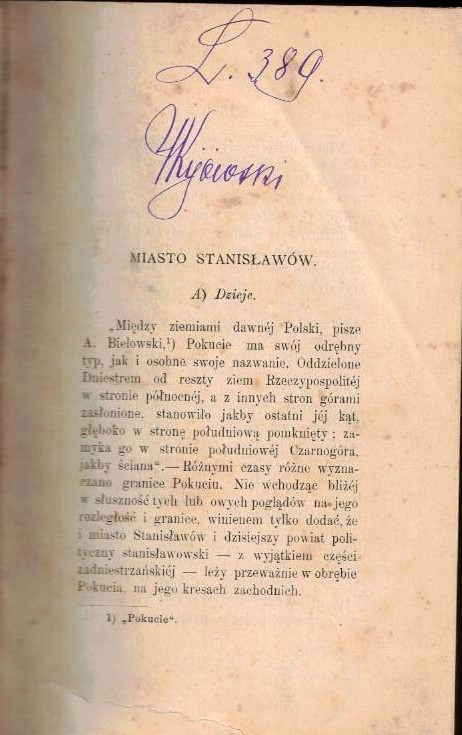 L. 389.
MIASTO STANISŁAWÓW.
A) Dzieje.
„Między ziemiami dawnéj Polski, pisze
A. Bielowski,¹) Pokucie ma swój odrębny
typ, jak i osobne swoje nazwanie. Oddzielone
Dniestrem od reszty ziem Rzeczypospolitéj
w stronie północnéj, a z innych stron górami
zasłonione, stanowiło jakby ostatni jéj kąt,
głęboko w stronę południową pomknięty; za-
myka go w stronie południowéj Czarnogóra,
jakby ściana“.— Różnymi czasy różne wyzna-
czano granice Pokuciu. Nie wchodząc bliżéj
w słuszność tych lub owych poglądów na jego
rozległość i granice, winienem tylko dodać, że
i miasto Stanisławów i dzisiejszy powiat poli-
tyczny stanisławowski — z wyjątkiem części
zadniestrzańskiéj — leży przeważnie w obrębie
Pokucia, na jego kresach zachodnich.
1) „Pokucie“.